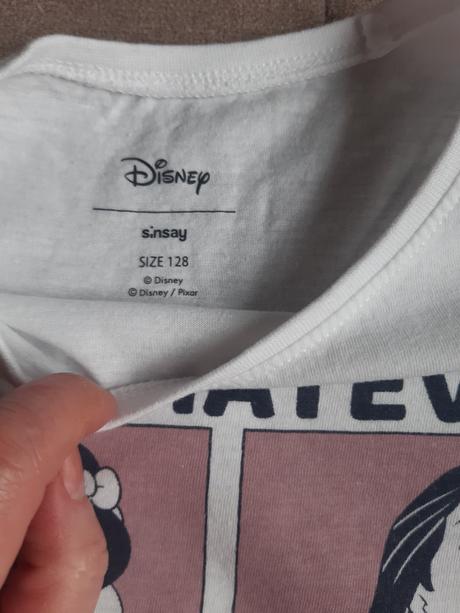 Disney
sinsay
SIZE 128
© Disney
© Disney / Pixar